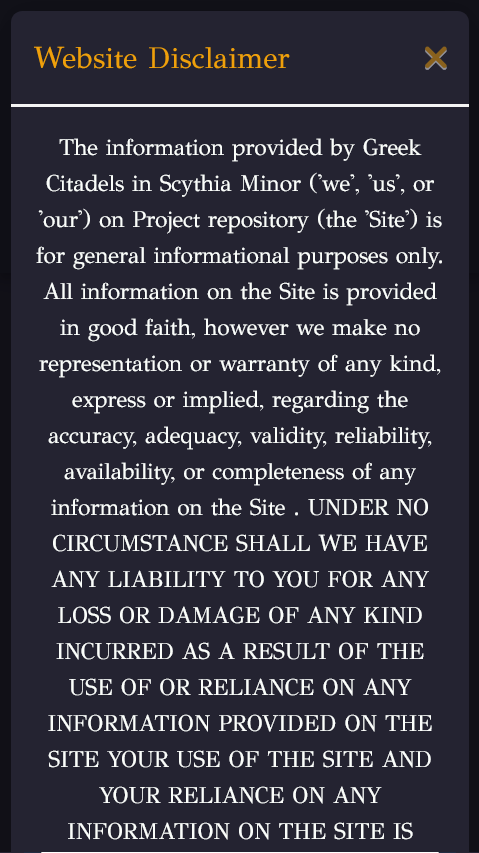 Website Disclaimer
The information provided by Greek
Citadels in Scythia Minor ('we', 'us', or
'our') on Project repository (the 'Site') is
for general informational purposes only.
All information on the Site is provided
in good faith, however we make no
representation or warranty of any kind,
express or implied, regarding the
accuracy, adequacy, validity, reliability,
availability, or completeness of any
information on the Site . UNDER NO
CIRCUMSTANCE SHALL WE HAVE
ANY LIABILITY TO YOU FOR ANY
LOSS OR DAMAGE OF ANY KIND
INCURRED AS A RESULT OF THE
USE OF OR RELIANCE ON ANY
INFORMATION PROVIDED ON THE
SITE YOUR USE OF THE SITE AND
YOUR RELIANCE ON ANY
INFORMATION ON THE SITE IS